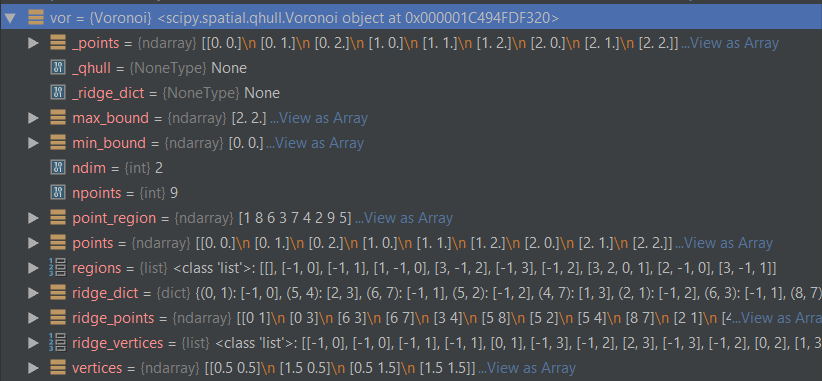 vor = {Voronoi} <scipy.spatial.qhull.Voronoi object at 0x000001C494FDF320>
_points = {ndarray} [[0. 0.]\n [0. 1.]\n [0. 2.]\n [1. 0.]\n [1. 1.]\n [1. 2.]\n [2. 0.]\n [2. 1.]\n [2. 2.]] ...View as Array
_qhull = {NoneType} None
_ridge_dict = {NoneType} None
max_bound = {ndarray} [2. 2.] ...View as Array
min_bound = {ndarray} [0. 0.] ...View as Array
ndim = {int} 2
npoints = {int} 9
point_region = {ndarray} [1 8 6 3 7 4 2 9 5] ...View as Array
points = {ndarray} [[0. 0.]\n [0. 1.]\n [0. 2.]\n [1. 0.]\n [1. 1.]\n [1. 2.]\n [2. 0.]\n [2. 1.]\n [2. 2.]] ...View as Array
regions = {list} <class 'list'>: [[], [-1, 0], [-1, 1], [1, -1, 0], [3, -1, 2], [-1, 3], [-1, 2], [3, 2, 0, 1], [2, -1, 0], [3, -1, 1]]
ridge_dict = {dict} {(0, 1): [-1, 0], (5, 4): [2, 3], (6, 7): [-1, 1], (5, 2): [-1, 2], (4, 7): [1, 3], (2, 1): [-1, 2], (6, 3): [-1, 1], (8, 7)
ridge_points = {ndarray} [[0 1]\n [0 3]\n [6 3]\n [6 7]\n [3 4]\n [5 8]\n [5 2]\n [5 4]\n [8 7]\n [2 1]\n [4...View as Arra
ridge_vertices = {list} <class 'list'>: [[-1, 0], [-1, 0], [-1, 1], [-1, 1], [0, 1], [-1, 3], [-1, 2], [2, 3], [-1, 3], [-1, 2], [0, 2], [1, 3
vertices = {ndarray} [[0.5 0.5]\n [1.5 0.5]\n [0.5 1.5]\n [1.5 1.5]] ...View as Array